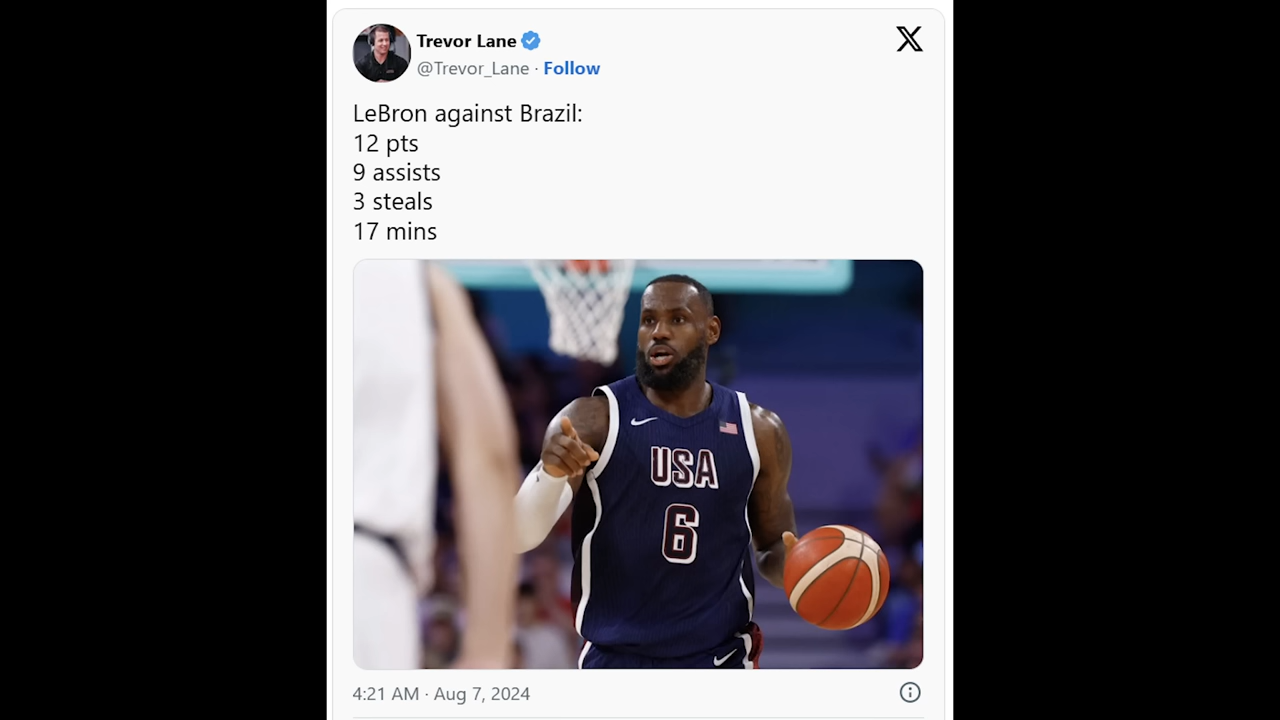 Trevor Lane
@Trevor_Lane · Follow
LeBron against Brazil:
12 pts
9 assists
3 steals
17 mins
USA
6
4:21 AM · Aug 7, 2024